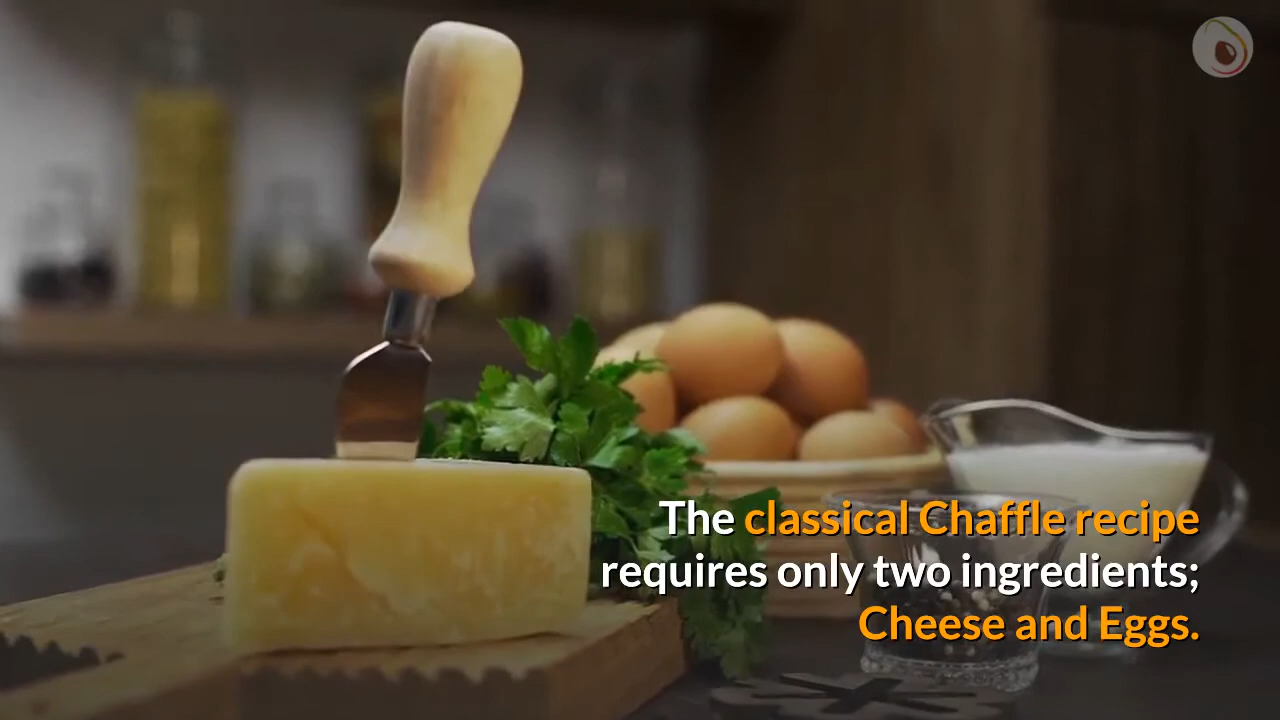 The classical Chaffle recipe
requires only two ingredients;
Cheese and Eggs.